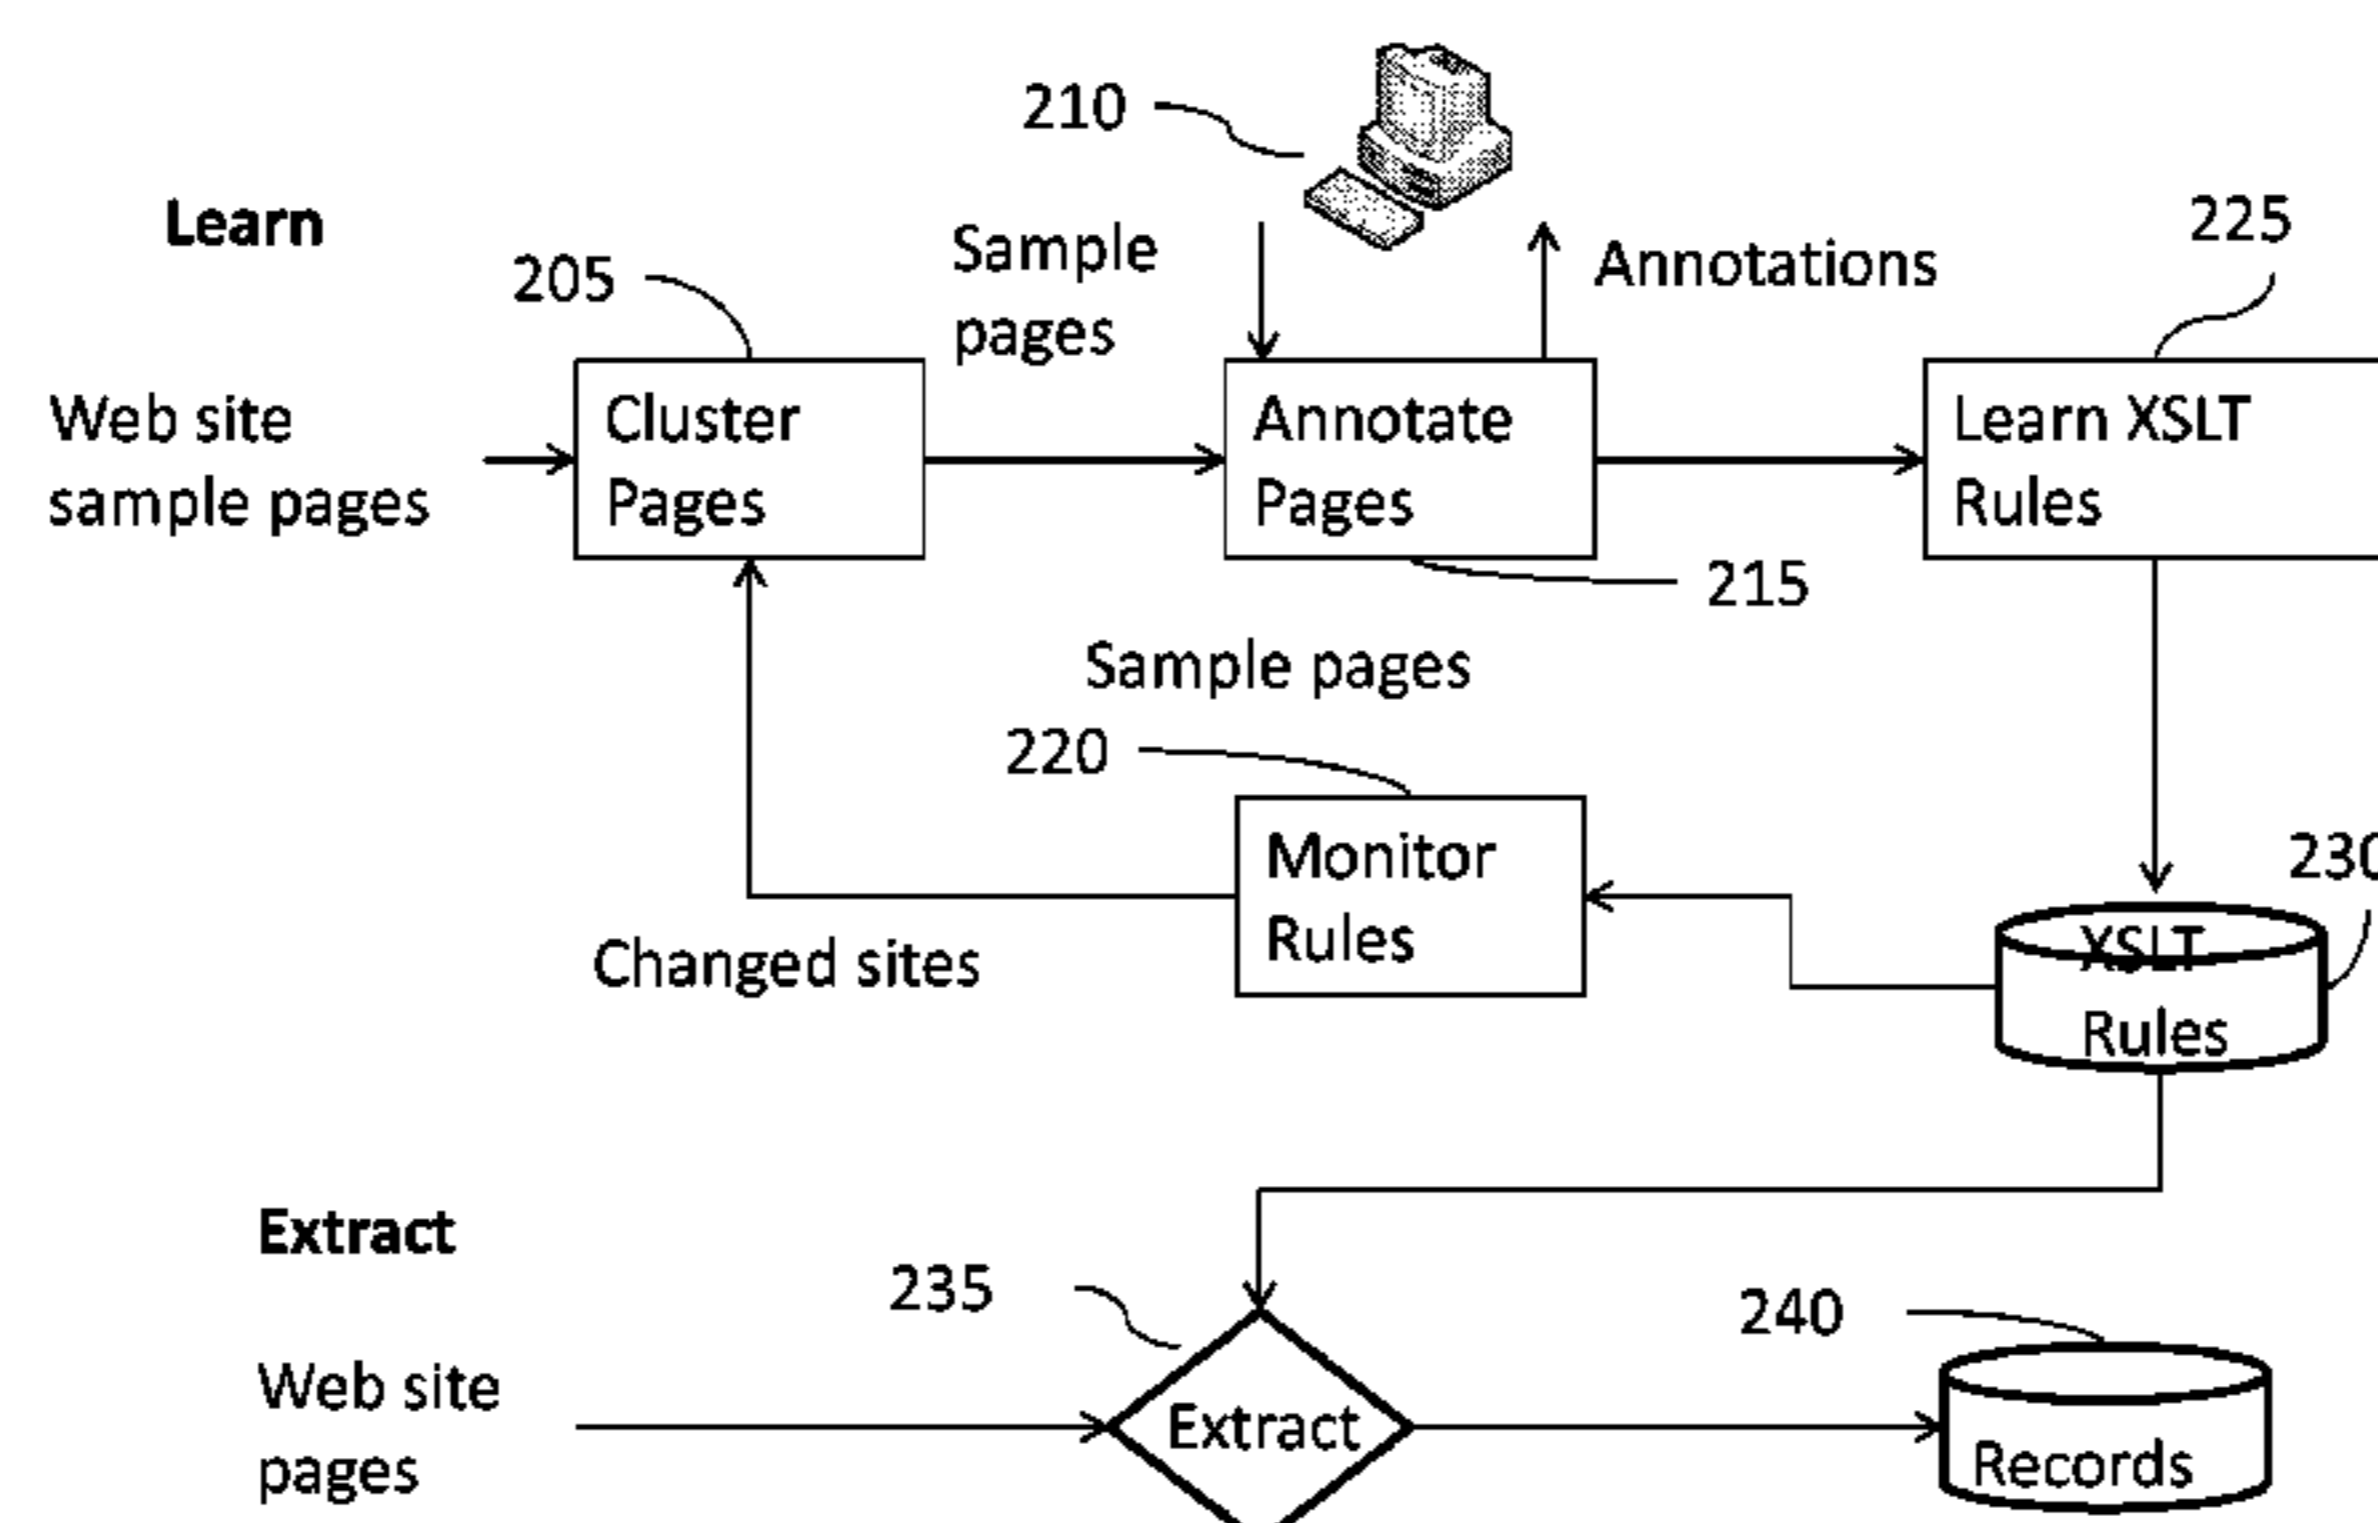 210
Learn
225
205
Sample
pages
Annotations
Web site
sample pages
Cluster
Pages
Annotate
Pages
Learn XSLT
Rules
215
Sample pages
220
Monitor
Rules
230
Changed sites
XSLT
Rules
Extract
235
240
Web site
pages
Extract
Records